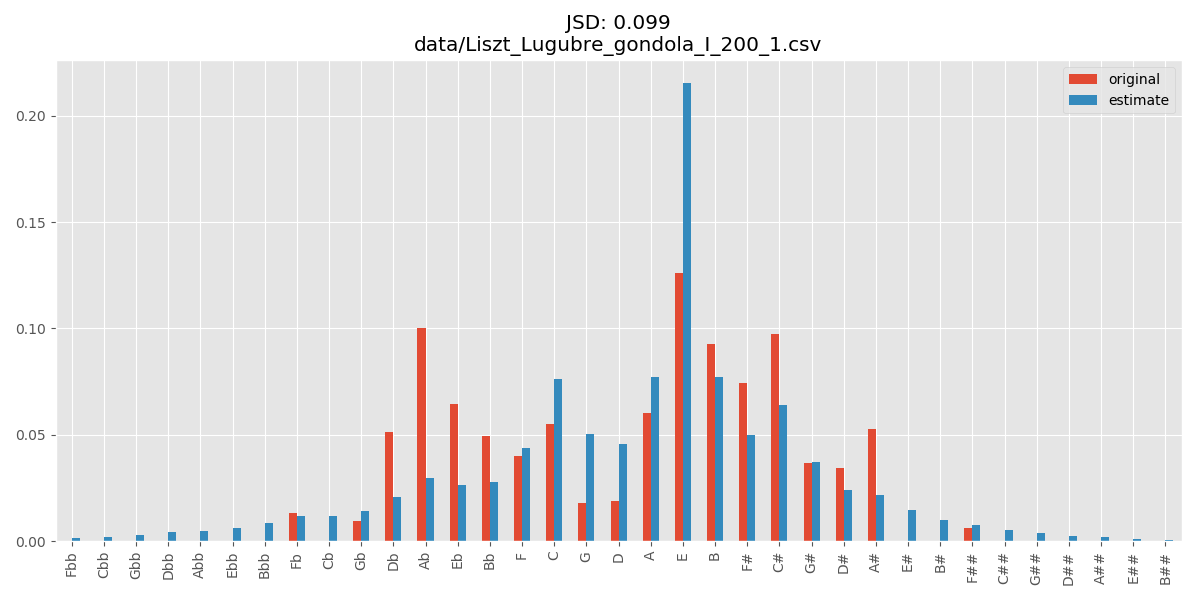 JSD: 0.099
data/Liszt_Lugubre_gondola_I_200_1.csv
original
estimate
0.20
0.15
0.10
0.05
0.00
Fbb Cbb Gbb Dbb Abb Ebb Bbb Fb Cb Gb Db Ab Eb Bb F C G D A E B F# C# G# D# A# E# B# F## C## G## D## A## E## B##